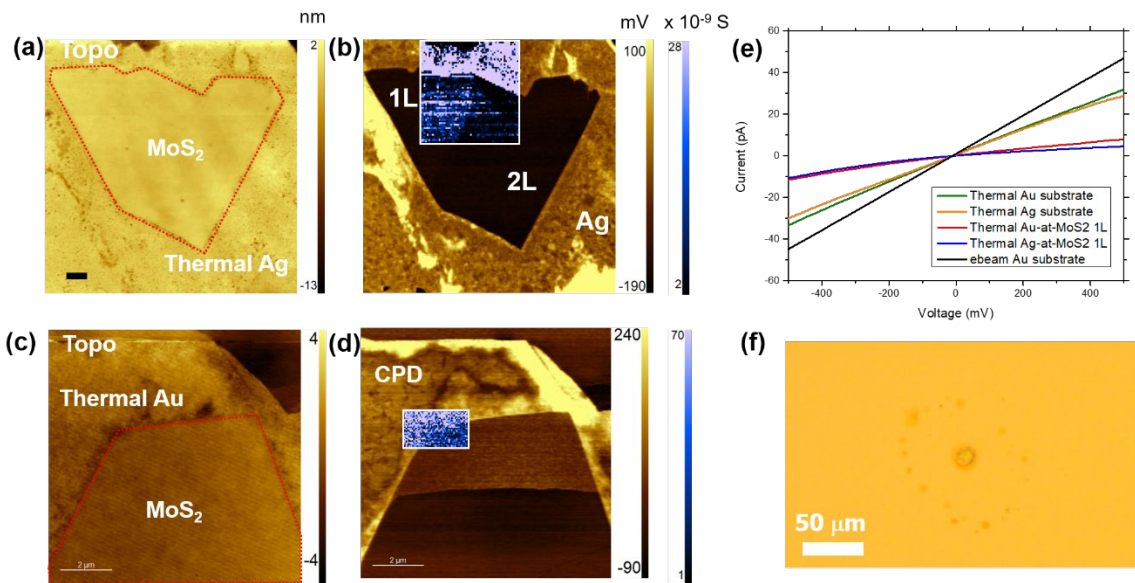 nm
mV
x 10-9 S
(a)
Topo
2
MoS2
Thermal Ag
-13
(b)
1L
2L
Ag
100
-190
28
2
(e)
Current (pA)
60
40
20
0
-20
-40
-60
-400
-200
0
200
400
Voltage (mV)
Thermal Au substrate
Thermal Ag substrate
Thermal Au-at-MoS2 1L
Thermal Ag-at-MoS2 1L
ebeam Au substrate
(c)
Topo
4
Thermal Au
MoS2
2 µm
-4
(d)
CPD
2 µm
240
-90
70
1
(f)
50 µm